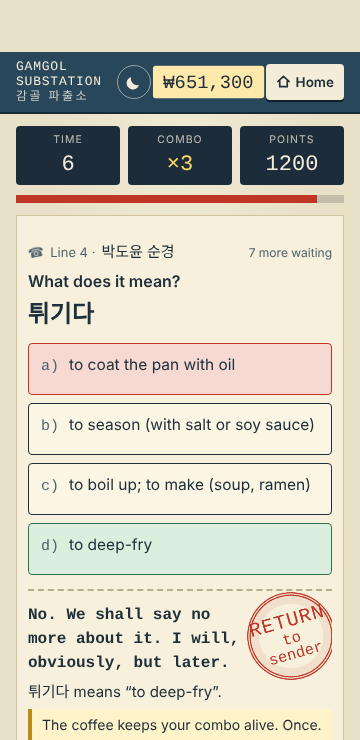 GAMGOL
SUBSTATION
감골 파출소
₩651,300
Home
TIME
6
COMBO
×3
POINTS
1200
☎ Line 4 · 박도윤 순경
7 more waiting
What does it mean?
튀기다
a) to coat the pan with oil
b) to season (with salt or soy sauce)
c) to boil up; to make (soup, ramen)
d) to deep-fry
No. We shall say no
more about it. I will,
obviously, but later.
RETURN
to
sender
튀기다 means “to deep-fry”.
The coffee keeps your combo alive. Once.